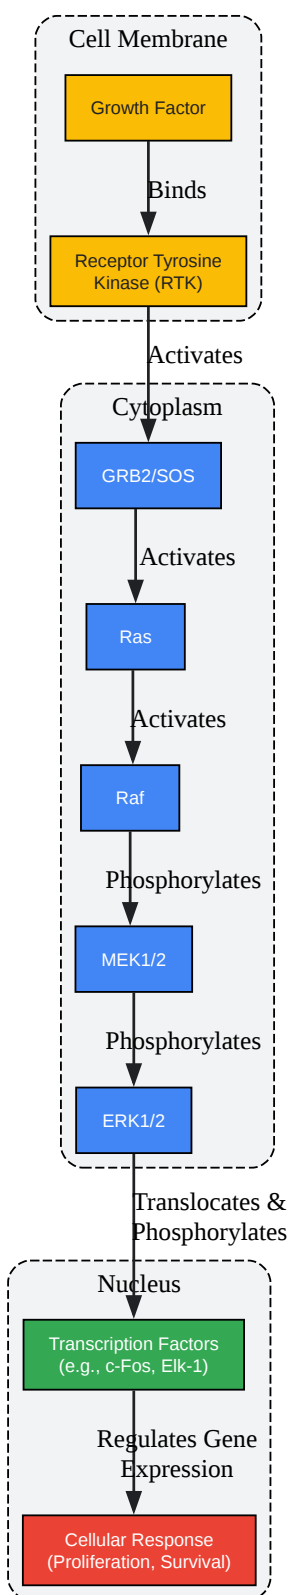 Cell Membrane
Growth Factor
Binds
Receptor Tyrosine
Kinase (RTK)
Activates
Cytoplasm
GRB2/SOS
Activates
Ras
Activates
Raf
Phosphorylates
MEK1/2
Phosphorylates
ERK1/2
Translocates &
Phosphorylates
Nucleus
Transcription Factors
(e.g., c-Fos, Elk-1)
Regulates Gene
Expression
Cellular Response
(Proliferation, Survival)